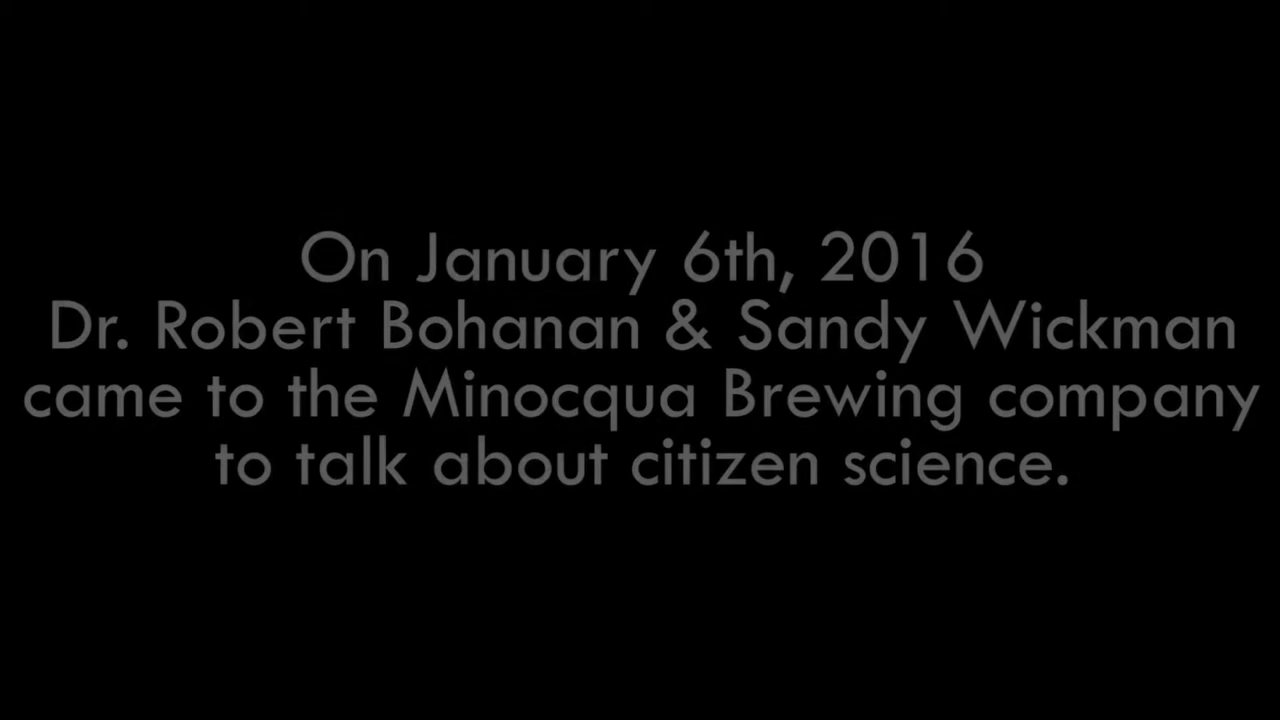 On January 6th, 2016
Dr. Robert Bohanan & Sandy Wickman
came to the Minocqua Brewing company
to talk about citizen science.